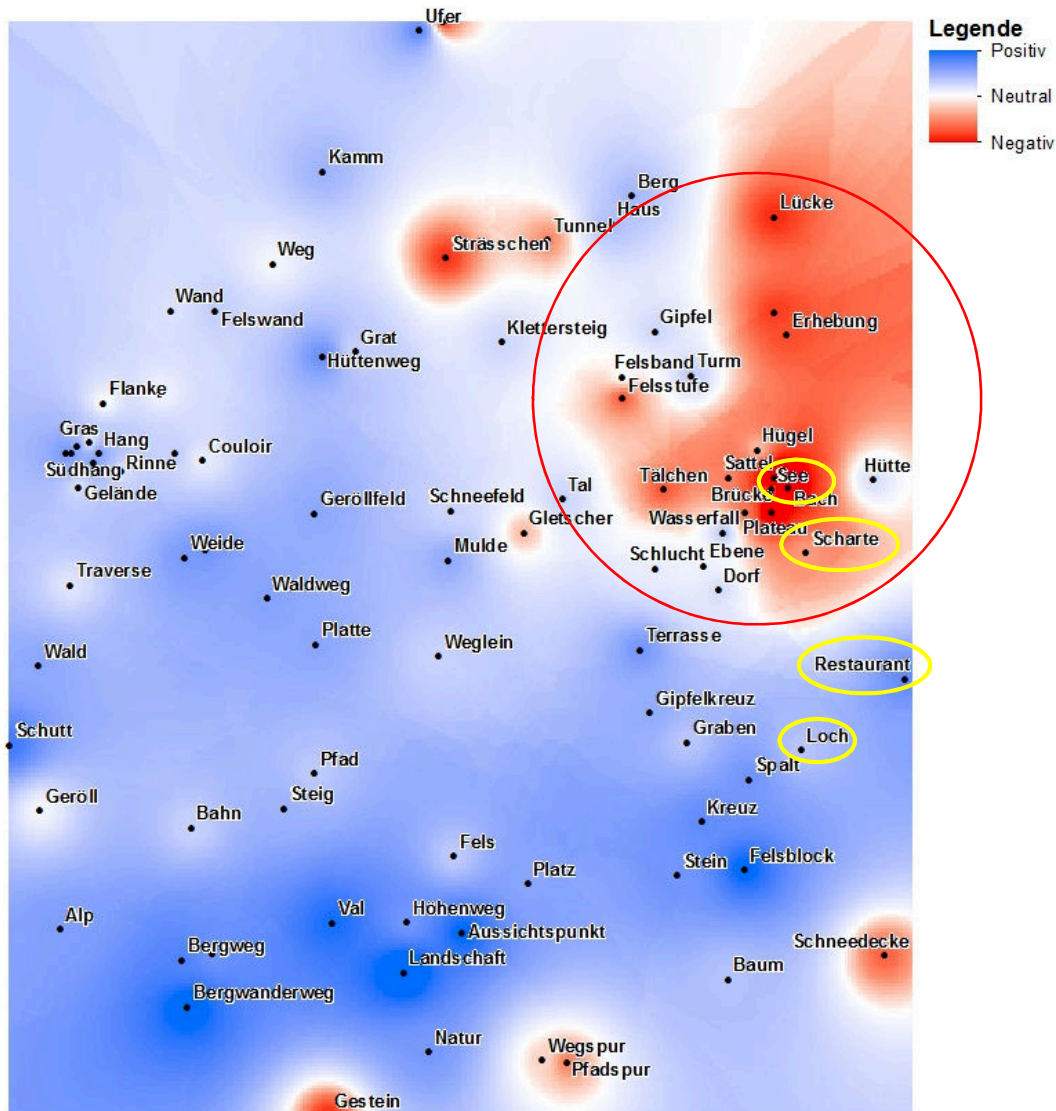 Ufer
Legende
Positiv
Neutral
Negativ
Kamm
Berg
Haus
Lücke
Tunnel
Strässchen
Weg
Wand
Felswand
Klettersteig
Gipfel
Erhebung
Grat
Hüttenweg
Felsband
Turm
Felsstufe
Flanke
Gras
Hang
Couloir
Südhang
Rinne
Gelände
Hügel
Sattel
See
Hütte
Tälchen
Brücke
Bach
Geröllfeld
Schneefeld
Tal
Gletscher
Wasserfall
Plateau
Scharte
Weide
Mulde
Schlucht
Ebene
Dorf
Traverse
Waldweg
Platte
Weglein
Terrasse
Wald
Restaurant
Gipfelkreuz
Schutt
Graben
Loch
Pfad
Spalt
Geröll
Bahn
Steig
Kreuz
Fels
Platz
Stein
Felsblock
Alp
Val
Höhenweg
Aussichtspunkt
Schneedecke
Bergweg
Landschaft
Baum
Bergwanderweg
Natur
Wegspur
Pfadspur
Gestein